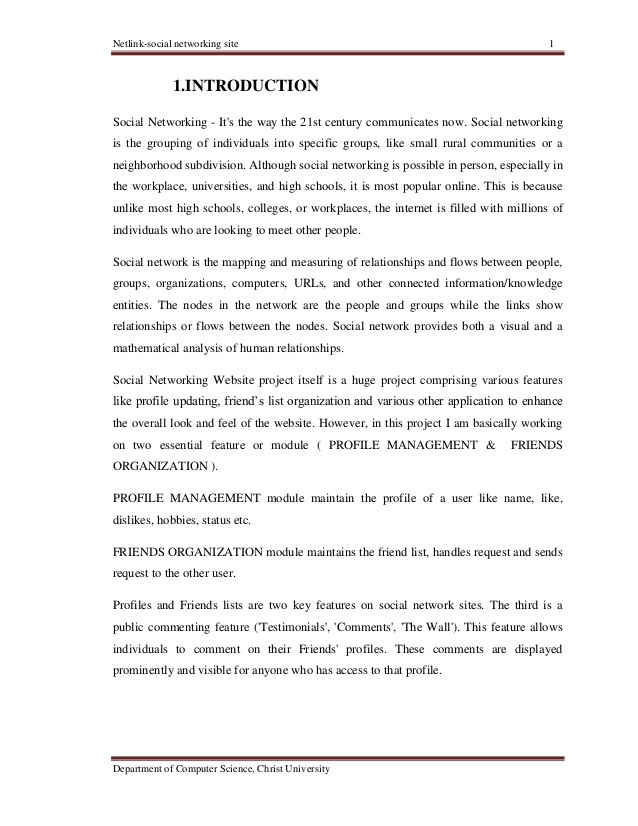 Netlink-social networking site 1
1.INTRODUCTION
Social Networking - It's the way the 21st century communicates now. Social networking
is the grouping of individuals into specific groups, like small rural communities or a
neighborhood subdivision. Although social networking is possible in person, especially in
the workplace, universities, and high schools, it is most popular online. This is because
unlike most high schools, colleges, or workplaces, the internet is filled with millions of
individuals who are looking to meet other people.
Social network is the mapping and measuring of relationships and flows between people,
groups, organizations, computers, URLs, and other connected information/knowledge
entities. The nodes in the network are the people and groups while the links show
relationships or flows between the nodes. Social network provides both a visual and a
mathematical analysis of human relationships.
Social Networking Website project itself is a huge project comprising various features
like profile updating, friend’s list organization and various other application to enhance
the overall look and feel of the website. However, in this project I am basically working
on two essential feature or module ( PROFILE MANAGEMENT & FRIENDS
ORGANIZATION ).
PROFILE MANAGEMENT module maintain the profile of a user like name, like,
dislikes, hobbies, status etc.
FRIENDS ORGANIZATION module maintains the friend list, handles request and sends
request to the other user.
Profiles and Friends lists are two key features on social network sites. The third is a
public commenting feature ('Testimonials', 'Comments', 'The Wall'). This feature allows
individuals to comment on their Friends' profiles. These comments are displayed
prominently and visible for anyone who has access to that profile.
Department of Computer Science, Christ University